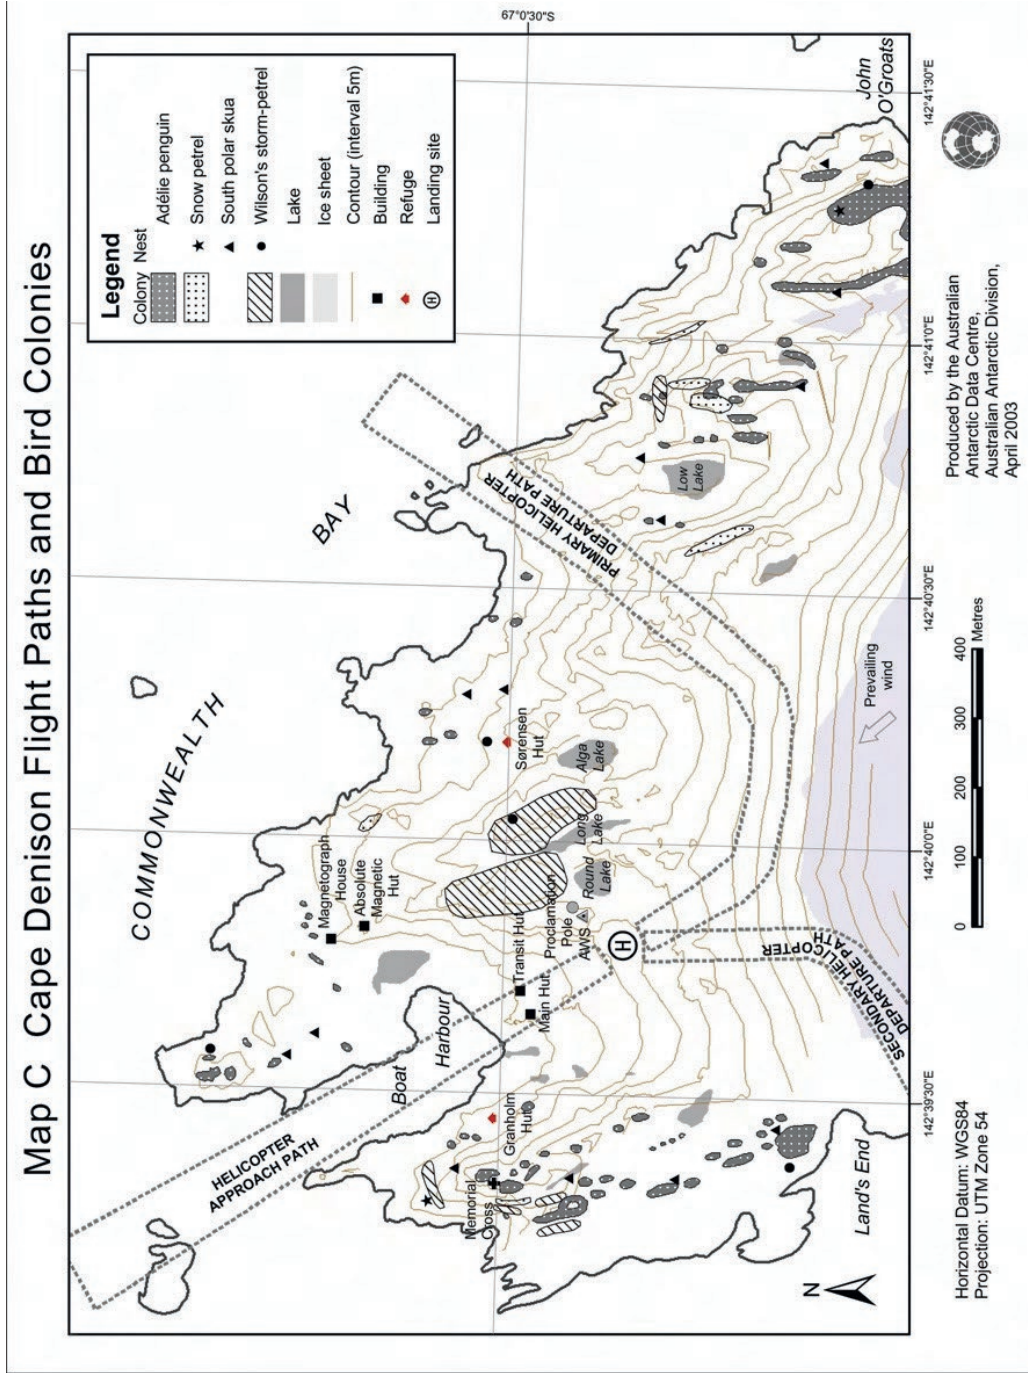 Map C Cape Denison Flight Paths and Bird Colonies
67°0'30"S
COMMONWEALTH
BAY
Legend
Colony Nest
Adélie penguin
Snow petrel
South polar skua
Wilson's storm-petrel
Lake
Ice sheet
Contour (interval 5m)
Building
Refuge
H
Landing site
HELICOPTER
APPROACH PATH
Boat
Harbour
Magnetograph
House
Absolute
Magnetic Hut
Transit Hut
Main Hut
Proclamation
Pole
AWS
H
Round
Lake
Long
Lake
Alga
Lake
Sørensen
Hut
Granholm
Hut
Memorial
Cross
PRIMARY HELICOPTER
DEPARTURE PATH
Low
Lake
SECONDARY HELICOPTER
DEPARTURE PATH
Prevailing
wind
Land's End
John
O'Groats
N
142°39'30"E
142°40'0"E
142°40'30"E
142°41'0"E
142°41'30"E
Horizontal Datum: WGS84
Projection: UTM Zone 54
0 100 200 300 400
Metres
Produced by the Australian
Antarctic Data Centre,
Australian Antarctic Division,
April 2003